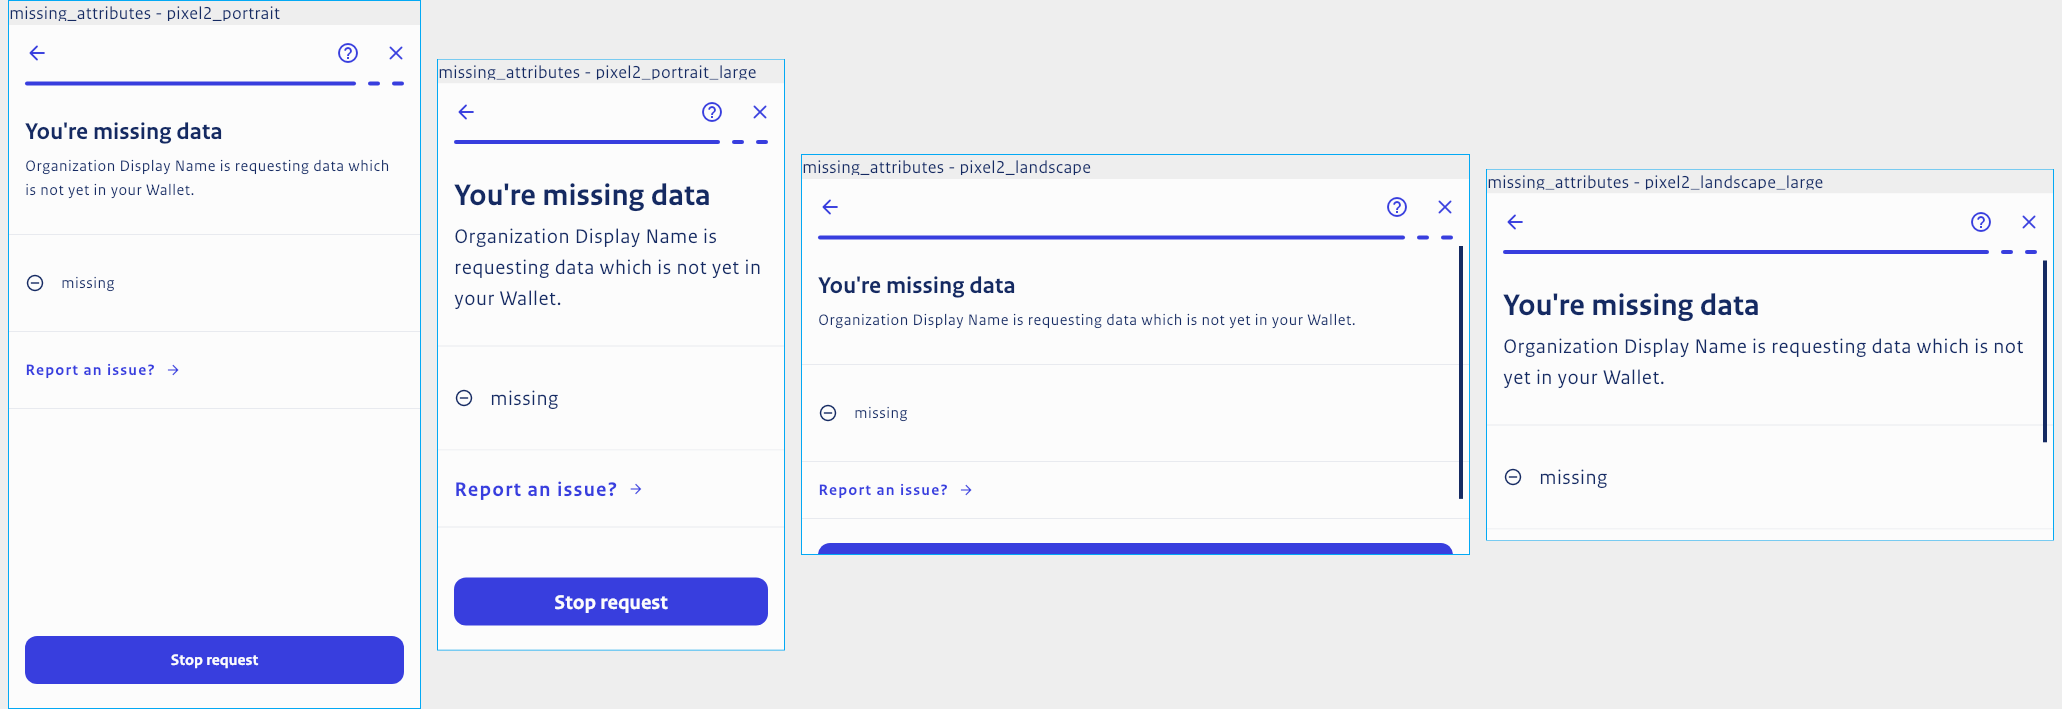 missing_attributes - pixel2_portrait
You're missing data
Organization Display Name is requesting data which
is not yet in your Wallet.
missing
Report an issue?
Stop request
missing_attributes - pixel2_portrait_large
You're missing data
Organization Display Name is
requesting data which is not yet in
your Wallet.
missing
Report an issue?
Stop request
missing_attributes - pixel2_landscape
You're missing data
Organization Display Name is requesting data which is not yet in your Wallet.
missing
Report an issue?
missing_attributes - pixel2_landscape_large
You're missing data
Organization Display Name is requesting data which is not
yet in your Wallet.
missing